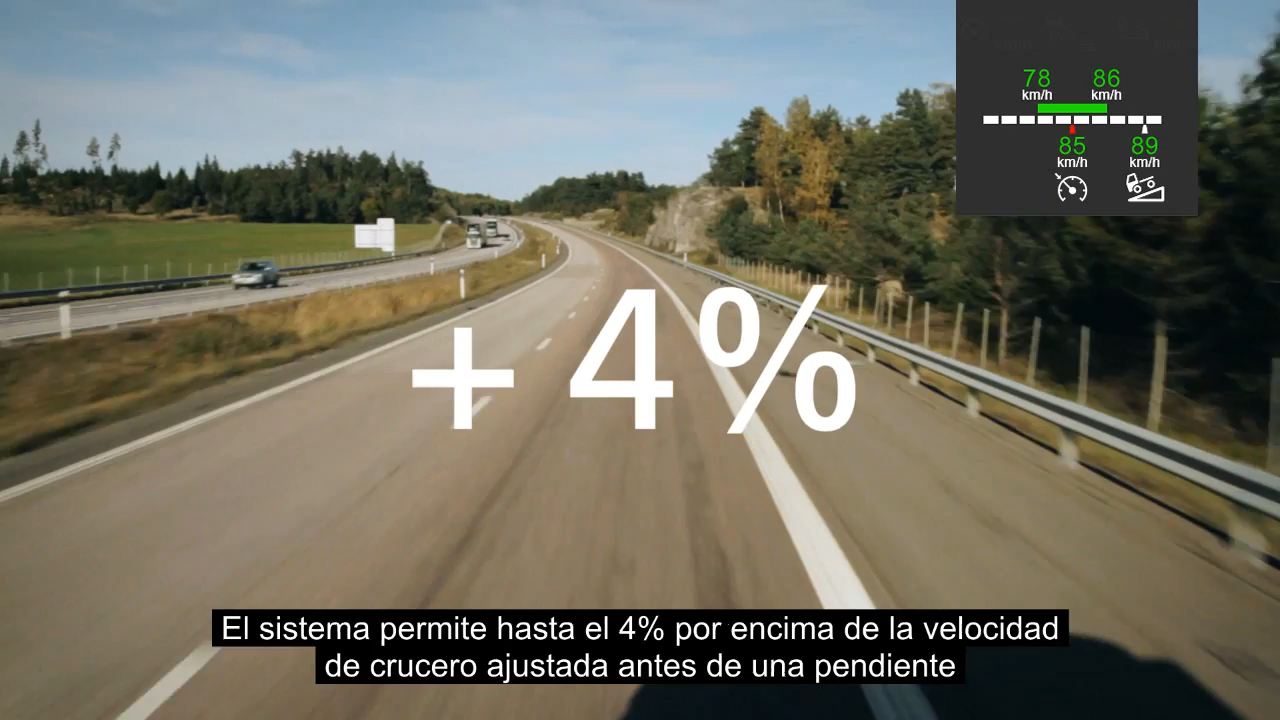 78 86
km/h km/h
85 89
km/h km/h
+ 4%
El sistema permite hasta el 4% por encima de la velocidad
de crucero ajustada antes de una pendiente